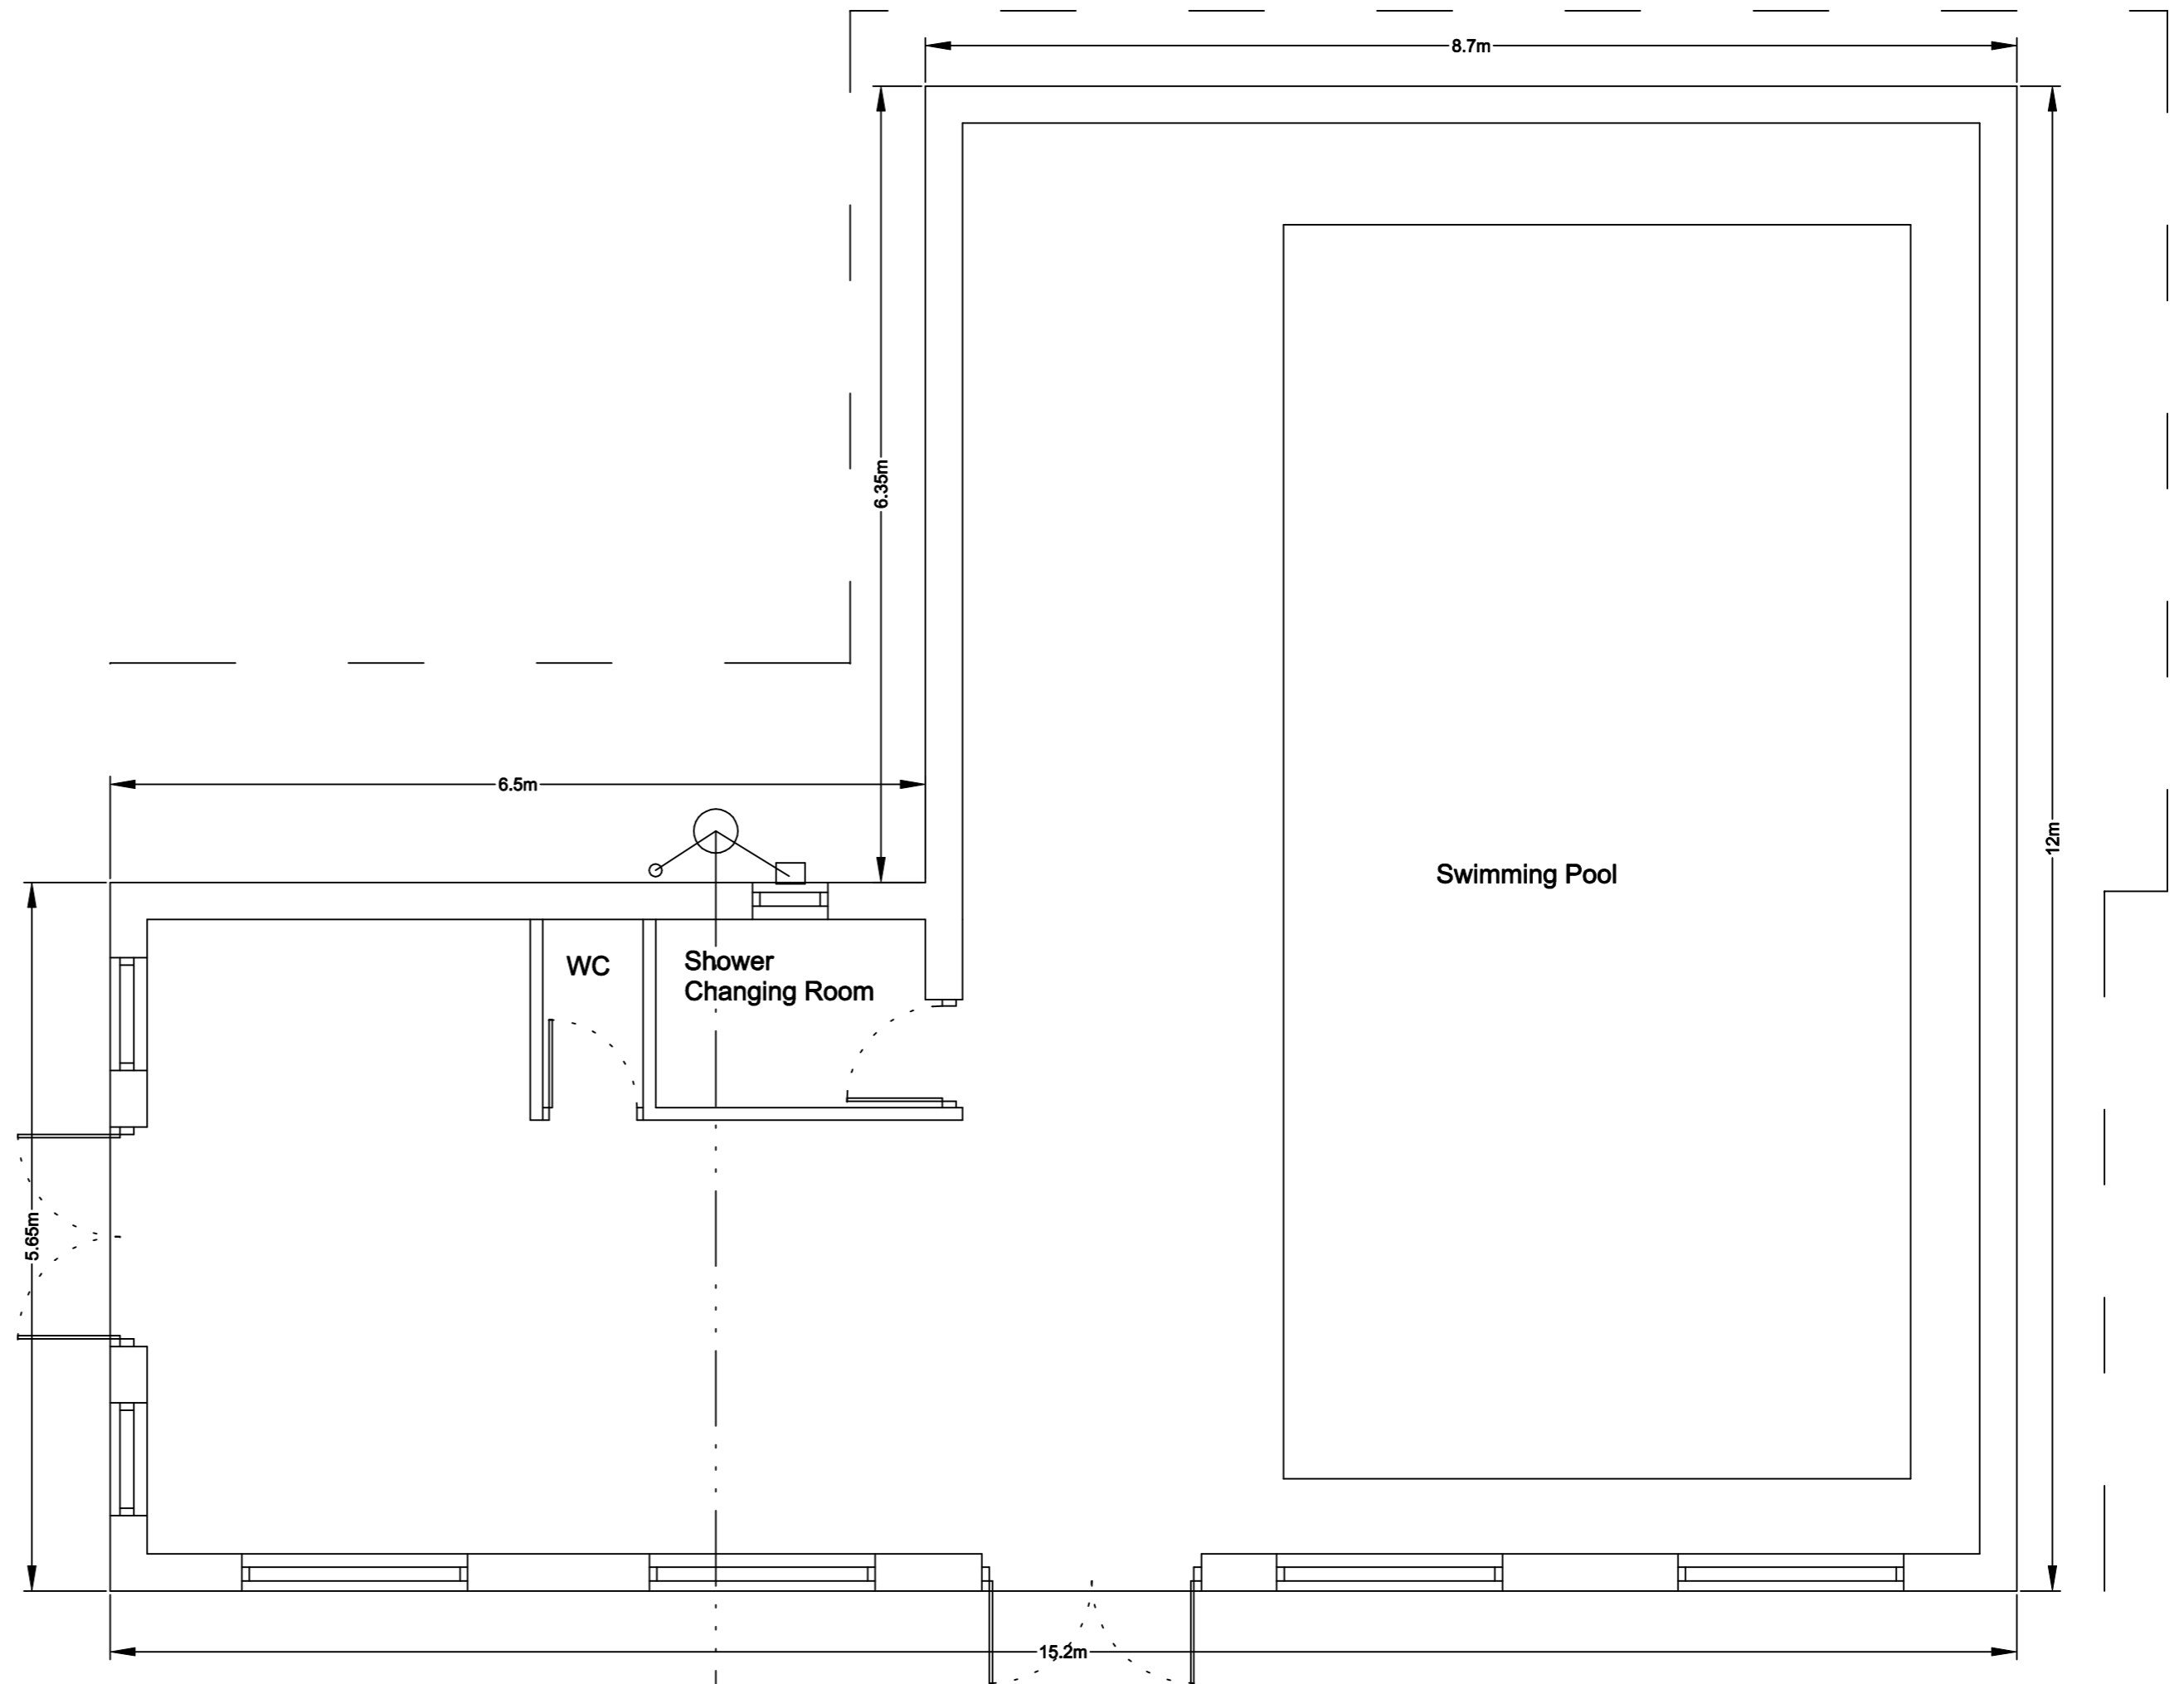 8.7m
6.35m
6.5m
12m
Swimming Pool
WC
Shower
Changing Room
5.65m
15.2m